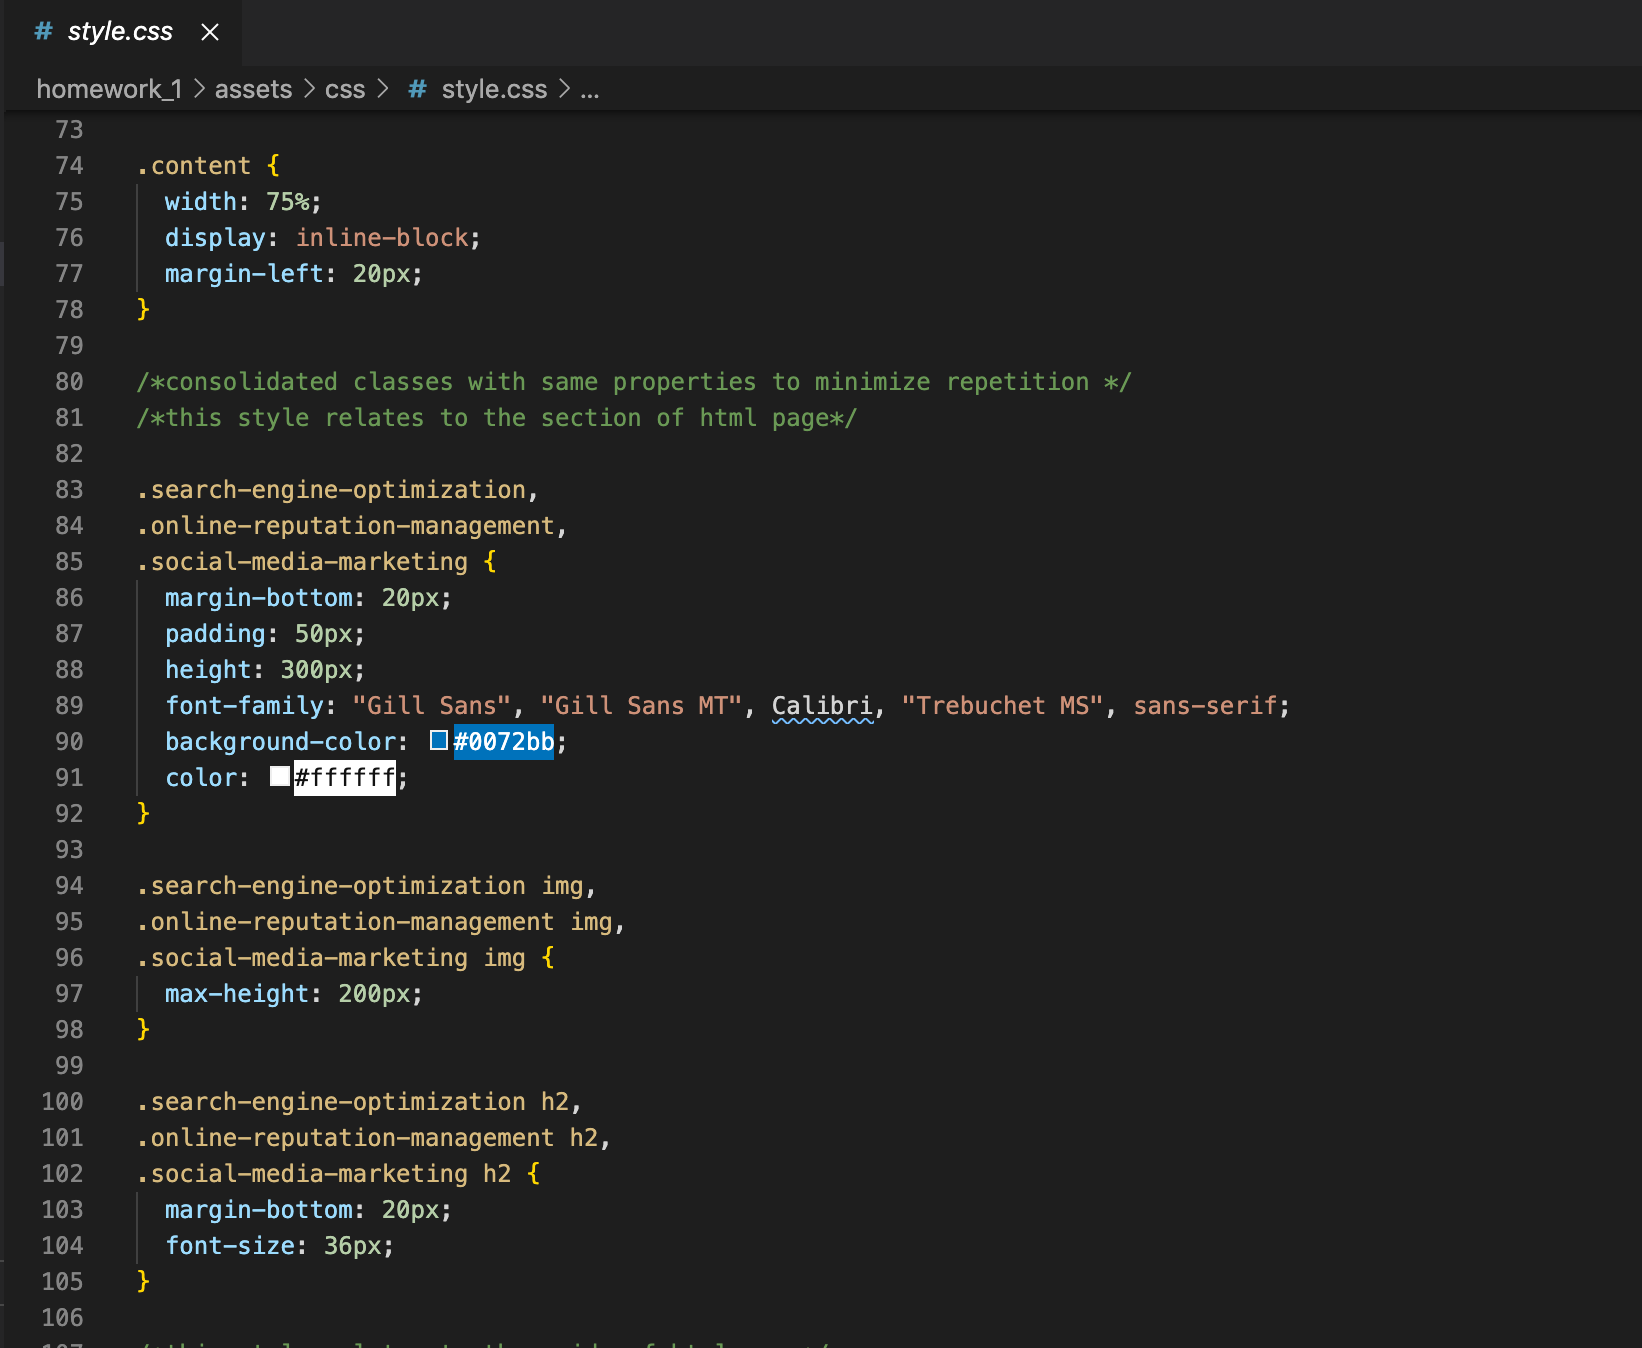 # style.css ×
homework_1 > assets > css > # style.css > ...
73
74 .content {
75 width: 75%;
76 display: inline-block;
77 margin-left: 20px;
78 }
79
80 /*consolidated classes with same properties to minimize repetition */
81 /*this style relates to the section of html page*/
82
83 .search-engine-optimization,
84 .online-reputation-management,
85 .social-media-marketing {
86 margin-bottom: 20px;
87 padding: 50px;
88 height: 300px;
89 font-family: "Gill Sans", "Gill Sans MT", Calibri, "Trebuchet MS", sans-serif;
90 background-color: #0072bb;
91 color: #ffffff;
92 }
93
94 .search-engine-optimization img,
95 .online-reputation-management img,
96 .social-media-marketing img {
97 max-height: 200px;
98 }
99
100 .search-engine-optimization h2,
101 .online-reputation-management h2,
102 .social-media-marketing h2 {
103 margin-bottom: 20px;
104 font-size: 36px;
105 }
106